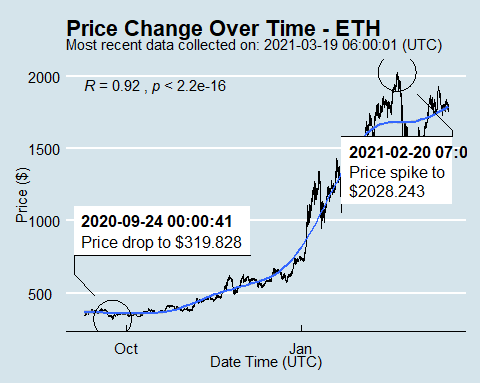 Price Change Over Time - ETH
Most recent data collected on: 2021-03-19 06:00:01 (UTC)
R = 0.92 , p < 2.2e-16
2000
1500
1000
500
Price ($)
2021-02-20 07:0
Price spike to
$2028.243
2020-09-24 00:00:41
Price drop to $319.828
Oct
Jan
Date Time (UTC)